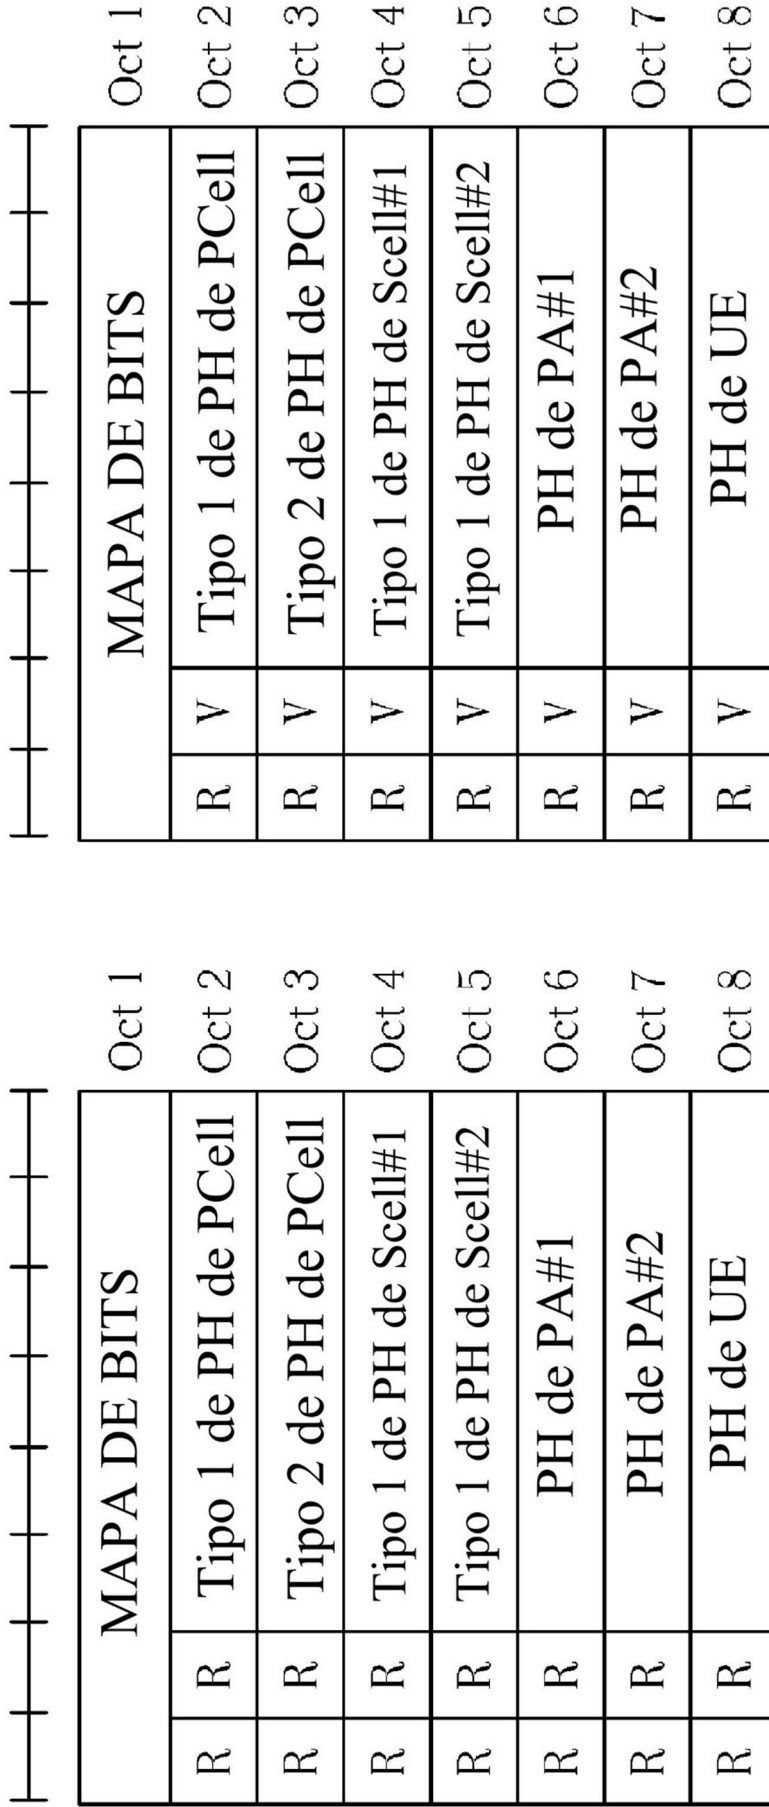 MAPA DE BITS Oct 1
R R Tipo 1 de PH de PCell Oct 2
R R Tipo 2 de PH de PCell Oct 3
R R Tipo 1 de PH de Scell#1 Oct 4
R R Tipo 1 de PH de Scell#2 Oct 5
R R PH de PA#1 Oct 6
R R PH de PA#2 Oct 7
R R PH de UE Oct 8
MAPA DE BITS Oct 1
R V Tipo 1 de PH de PCell Oct 2
R V Tipo 2 de PH de PCell Oct 3
R V Tipo 1 de PH de Scell#1 Oct 4
R V Tipo 1 de PH de Scell#2 Oct 5
R V PH de PA#1 Oct 6
R V PH de PA#2 Oct 7
R V PH de UE Oct 8